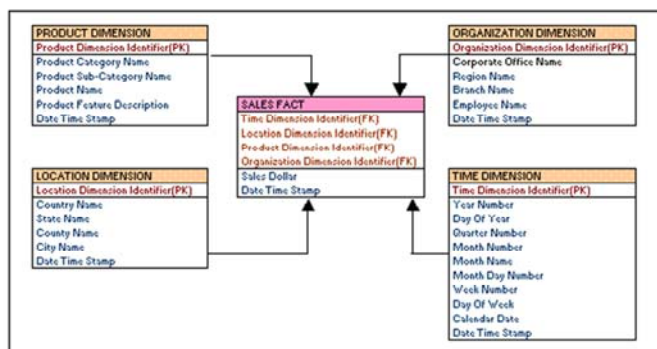 PRODUCT DIMENSION
Product Dimension Identifier(PK)
Product Category Name
Product Sub-Category Name
Product Name
Product Feature Description
Date Time Stamp
ORGANIZATION DIMENSION
Organization Dimension Identifier(PK)
Corporate Office Name
Region Name
Branch Name
Employee Name
Date Time Stamp
SALES FACT
Time Dimension Identifier(FK)
Location Dimension Identifier(FK)
Product Dimension Identifier(FK)
Organization Dimension Identifier(FK)
Sales Dollar
Date Time Stamp
LOCATION DIMENSION
Location Dimension Identifier(PK)
Country Name
State Name
County Name
City Name
Date Time Stamp
TIME DIMENSION
Time Dimension Identifier(PK)
Year Number
Day Of Year
Quarter Number
Month Number
Month Name
Month Day Number
Week Number
Day Of Week
Calendar Date
Date Time Stamp